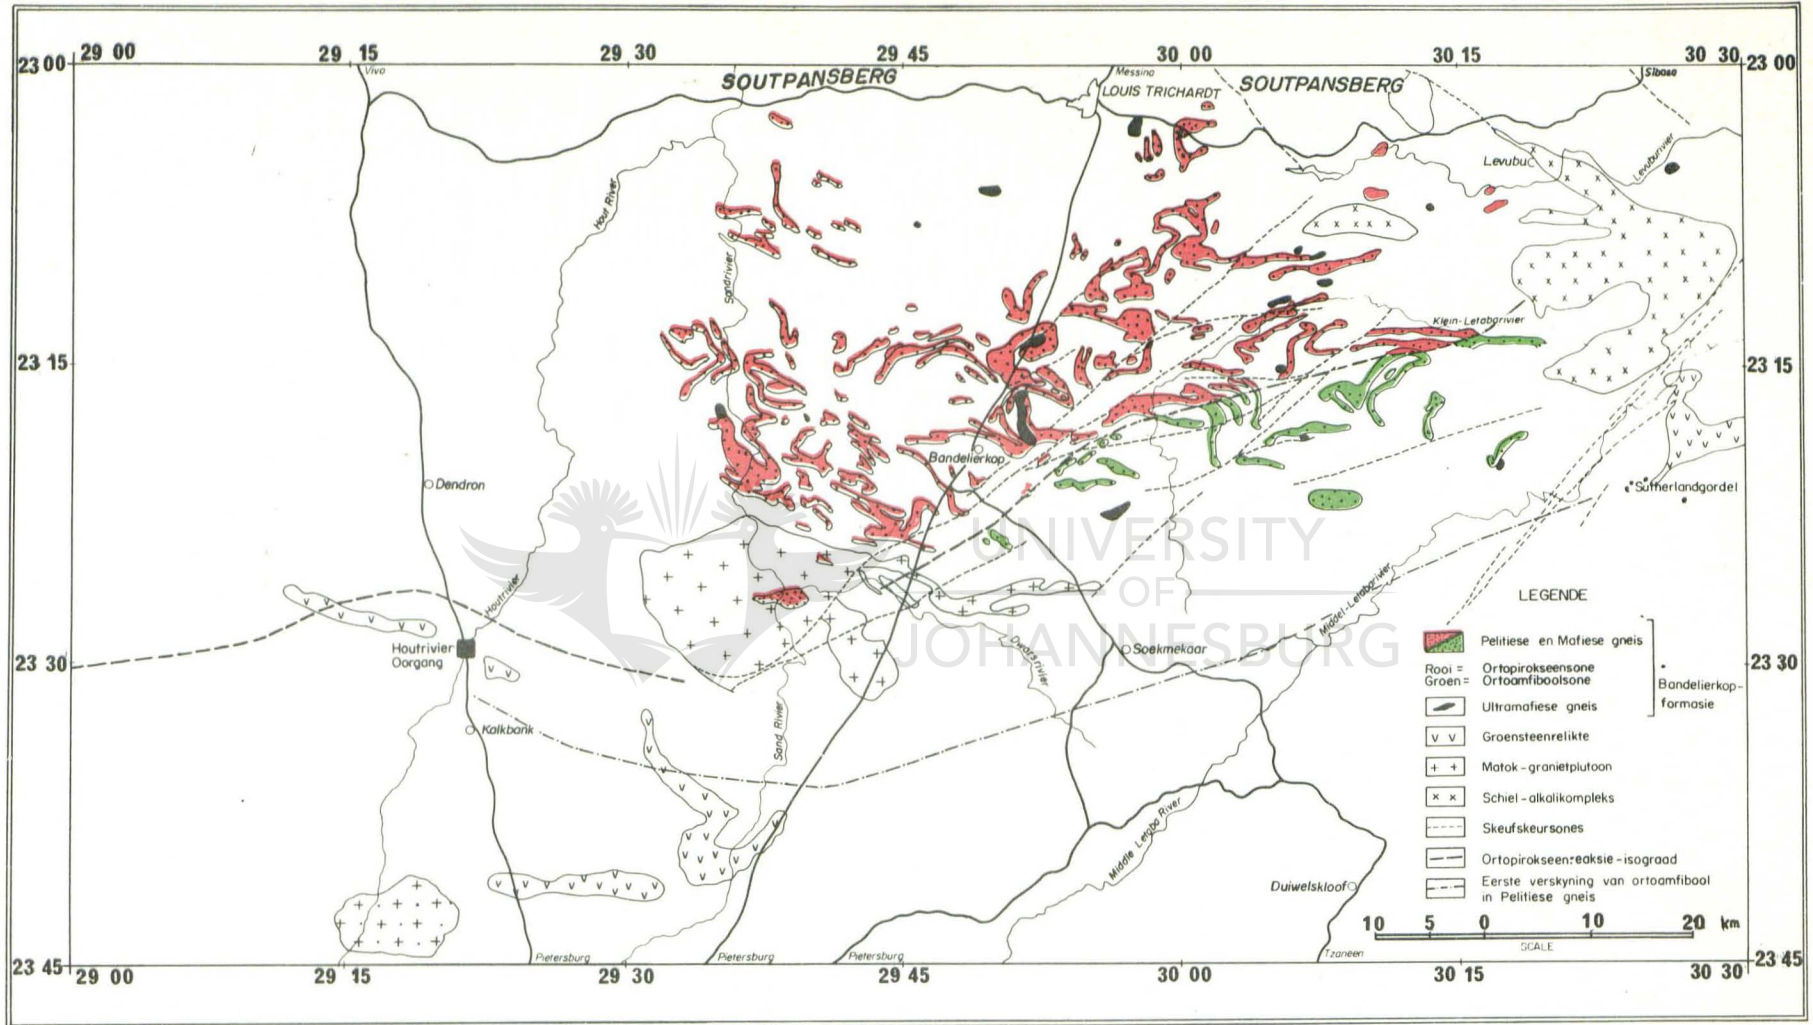 29 00
29 15
29 30
29 45
30 00
30 15
30 30
23 00
23 00
Vivo
SOUTPANSBERG
Messina
LOUIS TRICHARDT
SOUTPANSBERG
Sibasa
Levubu
Levuburivier
Hout River
Sandrivier
Klein-Letabarivier
23 15
23 15
Bandelierkop
Dendron
Sutherlandgordel
UNIVERSITY
OF
JOHANNESBURG
Houtrivier
Middel-Letabarivier
Houtrivier
Oorgang
Dwarsrivier
Soekmekaar
23 30
23 30
Kalkbank
Sand Rivier
Middle Letaba River
Duiwelskloof
LEGENDE
Pelitiese en Mafiese gneis
Rooi = Ortopirokseensone
Groen = Ortoamfiboolsone
Bandelierkop-
formasie
Ultramafiese gneis
Groensteenrelikte
Matok-granietplutoon
Schiel-alkalikompleks
Skeufskeursones
Ortopirokseenreaksie-isograad
Eerste verskyning van ortoamfibool
in Pelitiese gneis
10 5 0 10 20 km
SCALE
Pietersburg
Pietersburg
Pietersburg
Tzaneen
23 45
23 45
29 00
29 15
29 30
29 45
30 00
30 15
30 30